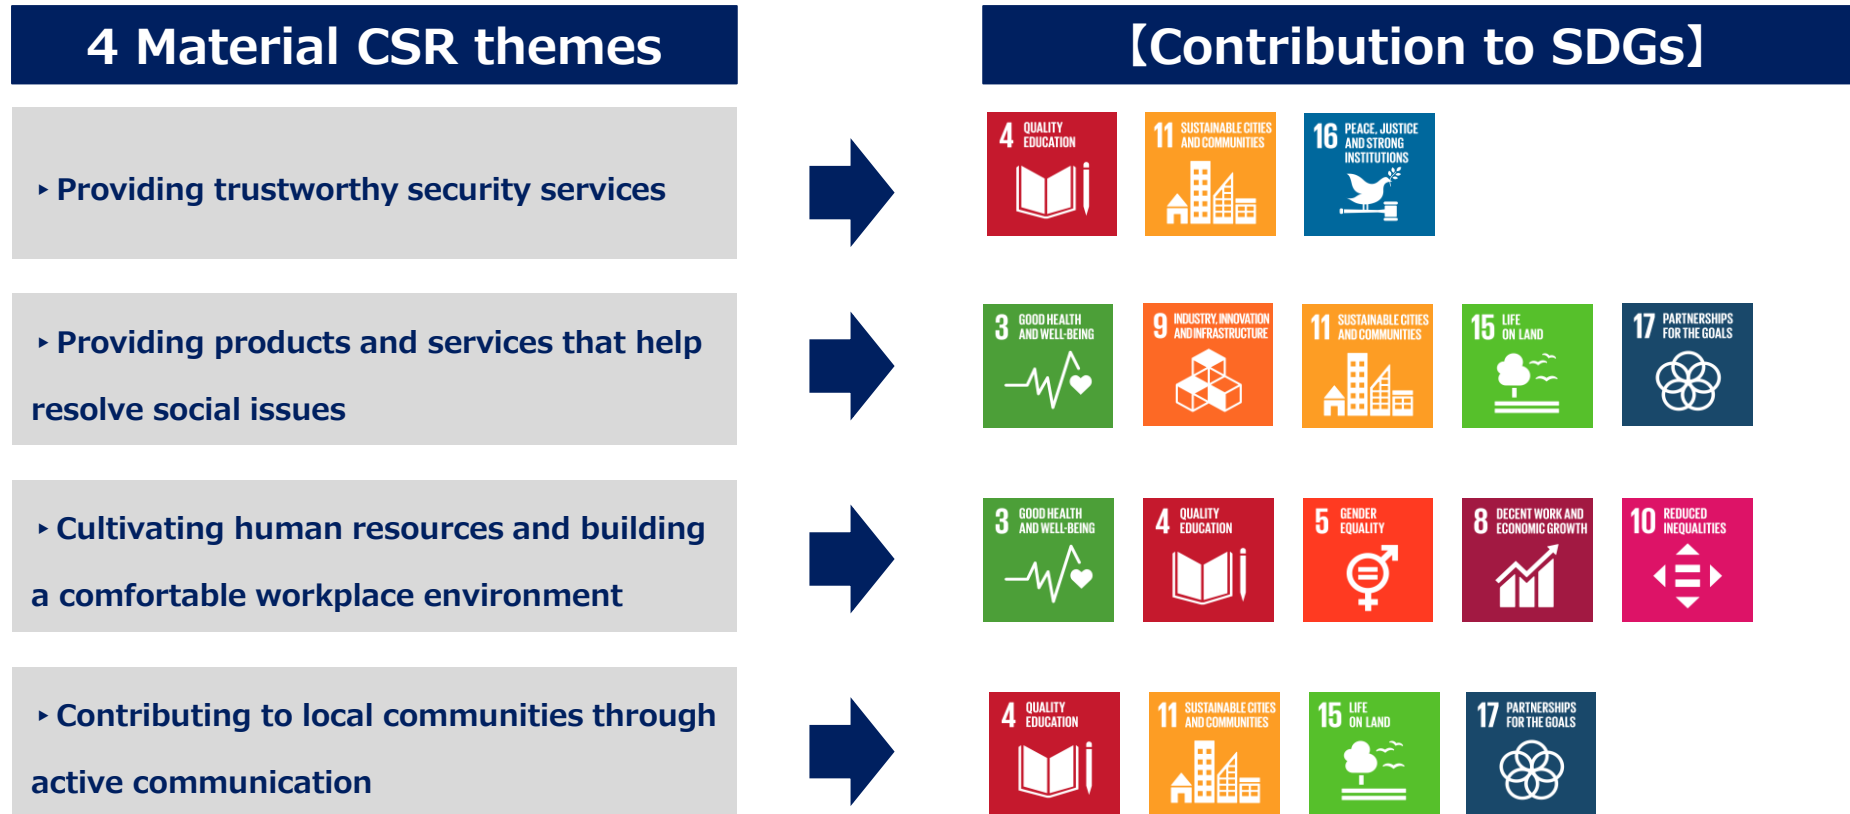 4 Material CSR themes
【Contribution to SDGs】
▸Providing trustworthy security services
4 QUALITY
EDUCATION
11 SUSTAINABLE CITIES
AND COMMUNITIES
16 PEACE, JUSTICE
AND STRONG
INSTITUTIONS
▸Providing products and services that help
resolve social issues
3 GOOD HEALTH
AND WELL-BEING
9 INDUSTRY, INNOVATION
AND INFRASTRUCTURE
11 SUSTAINABLE CITIES
AND COMMUNITIES
15 LIFE
ON LAND
17 PARTNERSHIPS
FOR THE GOALS
▸Cultivating human resources and building
a comfortable workplace environment
3 GOOD HEALTH
AND WELL-BEING
4 QUALITY
EDUCATION
5 GENDER
EQUALITY
8 DECENT WORK AND
ECONOMIC GROWTH
10 REDUCED
INEQUALITIES
▸Contributing to local communities through
active communication
4 QUALITY
EDUCATION
11 SUSTAINABLE CITIES
AND COMMUNITIES
15 LIFE
ON LAND
17 PARTNERSHIPS
FOR THE GOALS